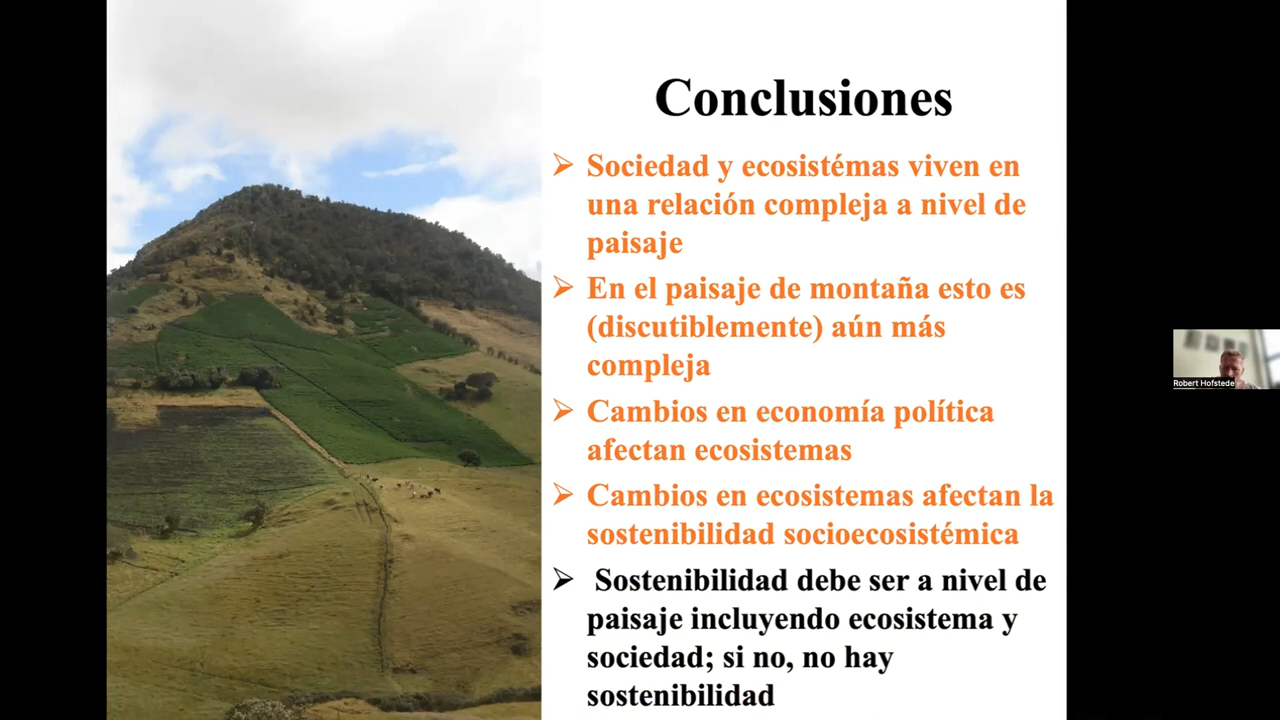 Conclusiones
➢ Sociedad y ecosistémas viven en
una relación compleja a nivel de
paisaje
➢ En el paisaje de montaña esto es
(discutiblemente) aún más
compleja
➢ Cambios en economía política
afectan ecosistemas
➢ Cambios en ecosistemas afectan la
sostenibilidad socioecosistémica
➢ Sostenibilidad debe ser a nivel de
paisaje incluyendo ecosistema y
sociedad; si no, no hay
sostenibilidad
Robert Hofstede